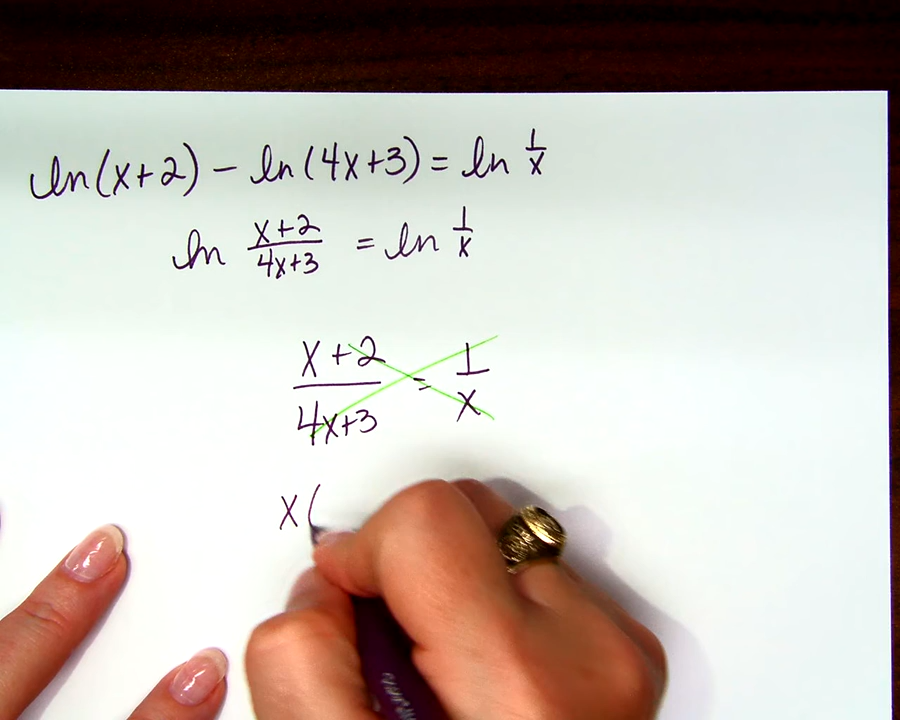 ln(x+2) - ln(4x+3) = ln 1/x
ln x+2/4x+3 = ln 1/x
x+2/4x+3 = 1/x
x(